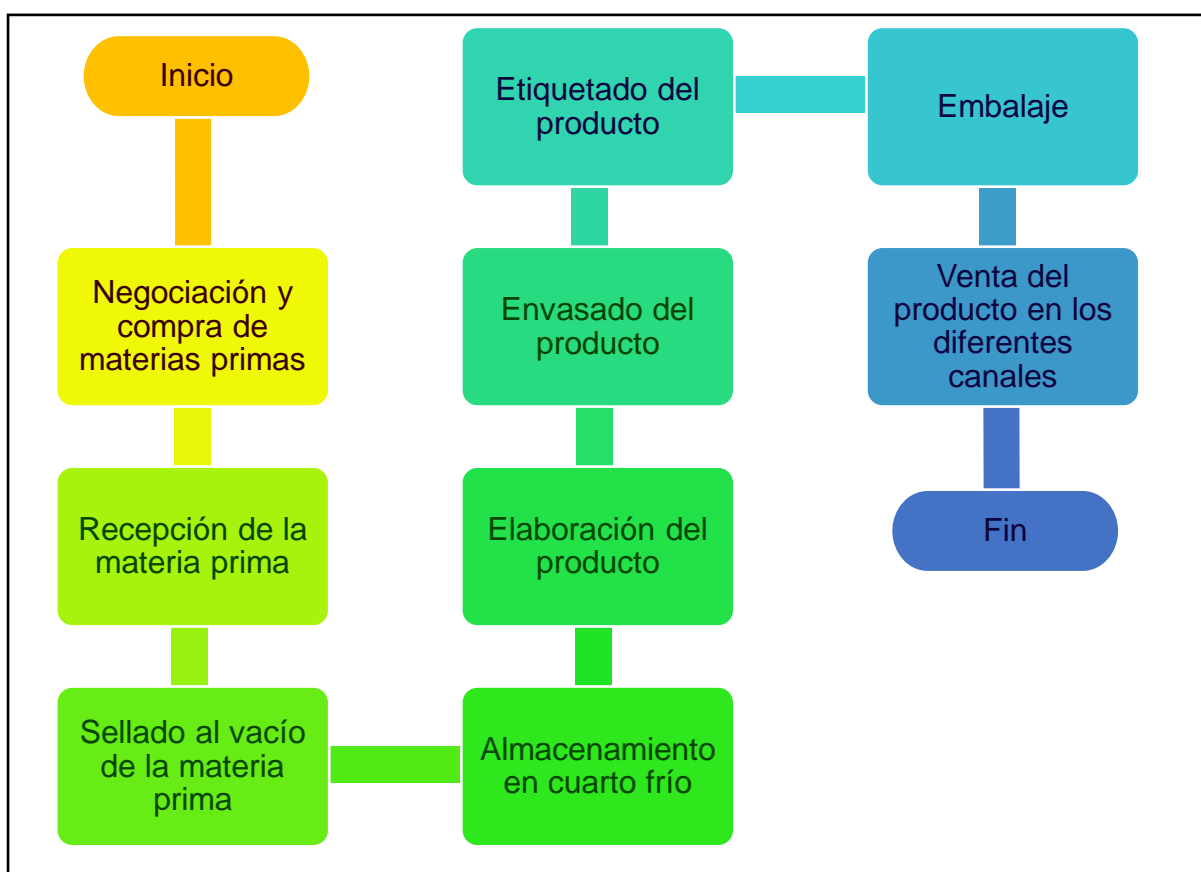 Inicio
Negociación y
compra de
materias primas
Recepción de la
materia prima
Sellado al vacío
de la materia
prima
Almacenamiento
en cuarto frío
Elaboración del
producto
Envasado del
producto
Etiquetado del
producto
Embalaje
Venta del
producto en los
diferentes
canales
Fin